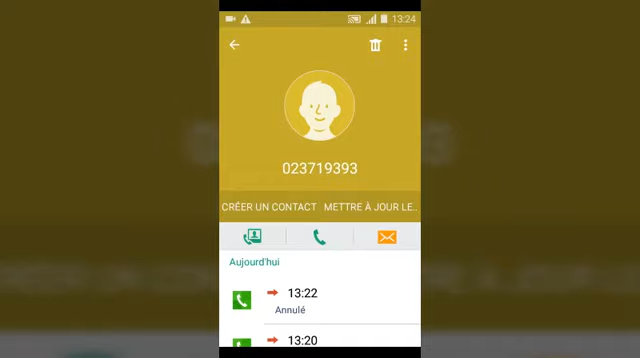 13:24
023719393
CRÉER UN CONTACT METTRE À JOUR LE..
Aujourd'hui
13:22
Annulé
13:20